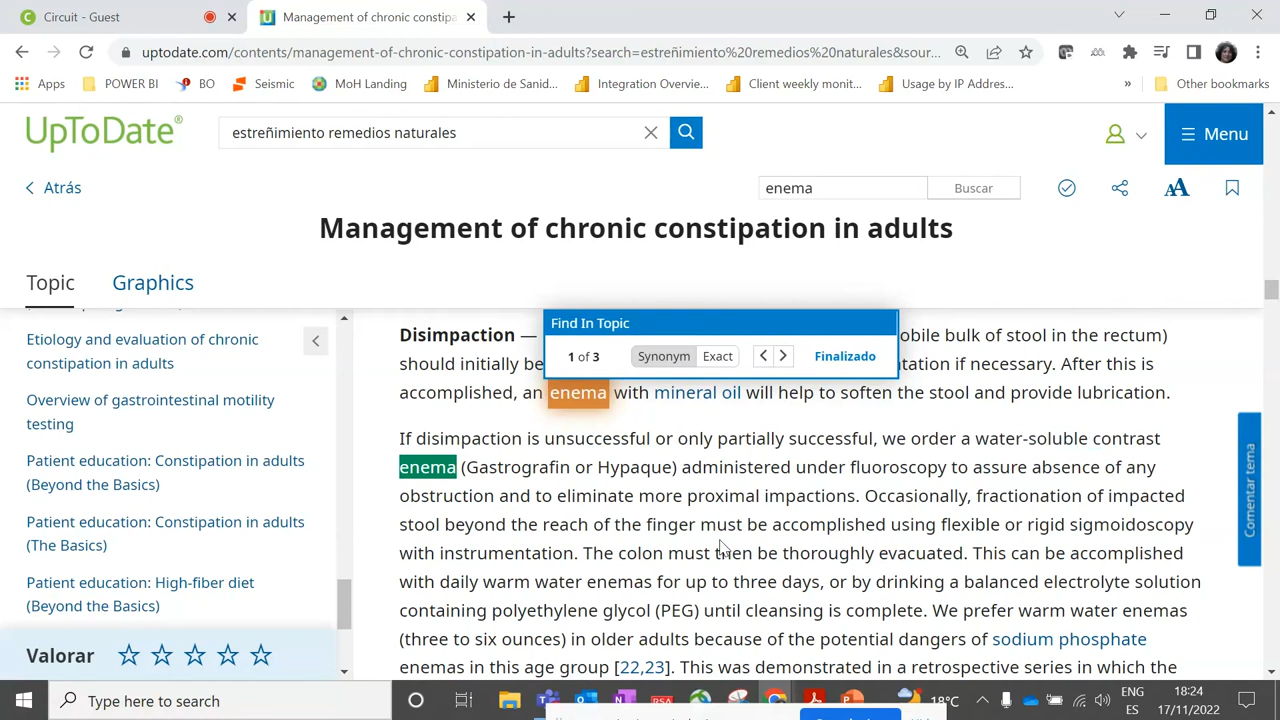 Circuit - Guest
Management of chronic constipa
uptodate.com/contents/management-of-chronic-constipation-in-adults?search=estreñimiento%20remedios%20naturales&sour...
Apps
POWER BI
BO
Seismic
MoH Landing
Ministerio de Sanid...
Integration Overvie...
Client weekly monit...
Usage by IP Addres...
»
Other bookmarks
UpToDate®
estreñimiento remedios naturales
Menu
Atrás
enema
Buscar
Management of chronic constipation in adults
Topic
Graphics
Etiology and evaluation of chronic
constipation in adults
Overview of gastrointestinal motility
testing
Patient education: Constipation in adults
(Beyond the Basics)
Patient education: Constipation in adults
(The Basics)
Patient education: High-fiber diet
(Beyond the Basics)
Valorar
Find In Topic
1 of 3
Synonym
Exact
Finalizado
Disimpaction — obile bulk of stool in the rectum)
should initially be tation if necessary. After this is
accomplished, an enema with mineral oil will help to soften the stool and provide lubrication.
If disimpaction is unsuccessful or only partially successful, we order a water-soluble contrast
enema (Gastrografin or Hypaque) administered under fluoroscopy to assure absence of any
obstruction and to eliminate more proximal impactions. Occasionally, fractionation of impacted
stool beyond the reach of the finger must be accomplished using flexible or rigid sigmoidoscopy
with instrumentation. The colon must then be thoroughly evacuated. This can be accomplished
with daily warm water enemas for up to three days, or by drinking a balanced electrolyte solution
containing polyethylene glycol (PEG) until cleansing is complete. We prefer warm water enemas
(three to six ounces) in older adults because of the potential dangers of sodium phosphate
enemas in this age group [22,23]. This was demonstrated in a retrospective series in which the
Comentar tema
Type here to search
18°C
ENG
ES
18:24
17/11/2022